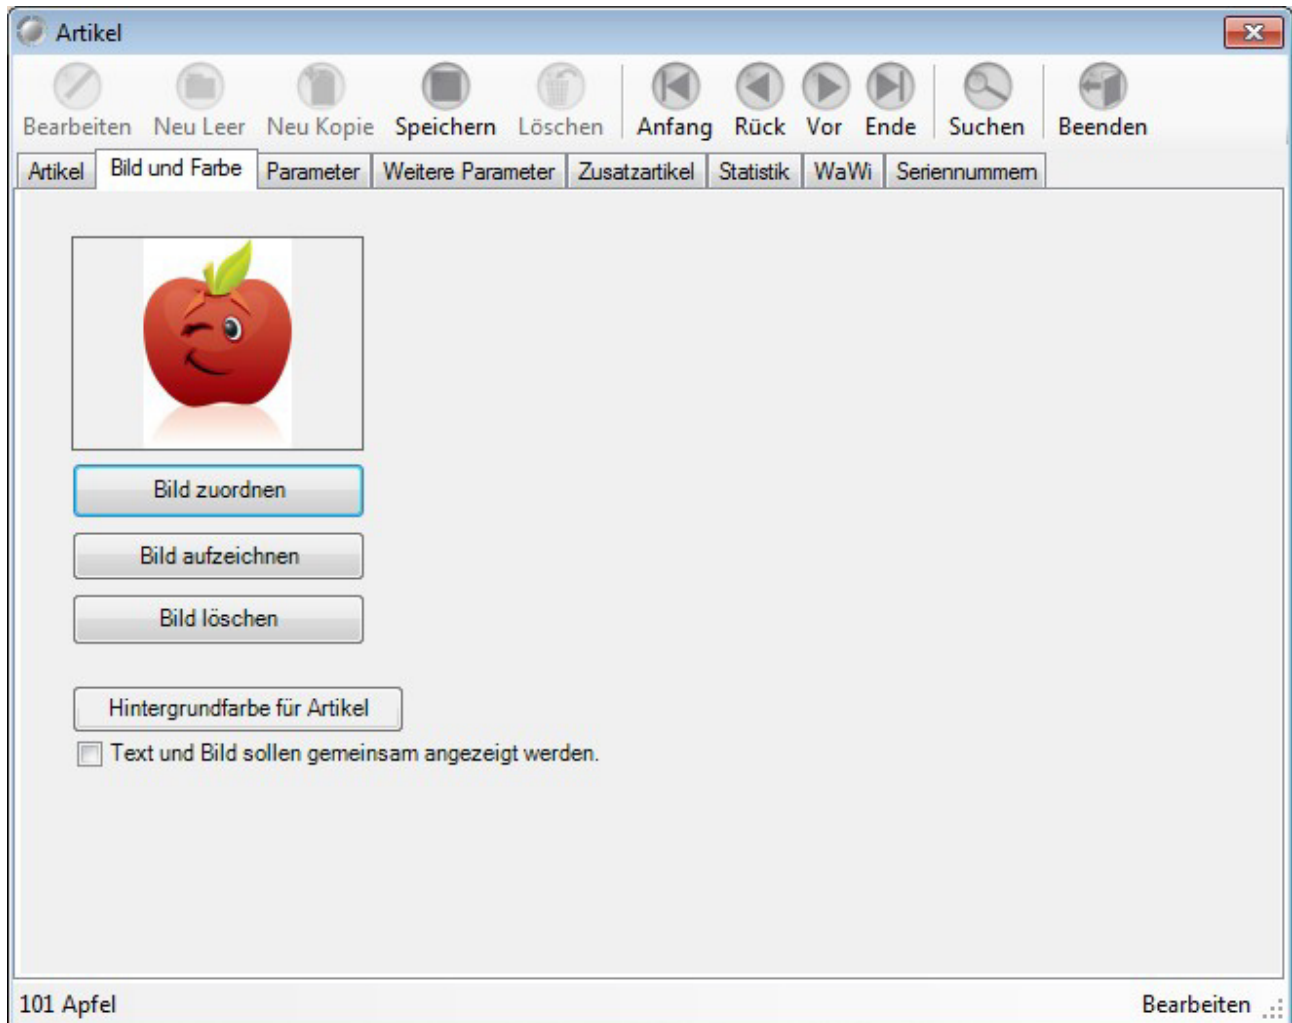 Artikel
Bearbeiten Neu Leer Neu Kopie Speichern Löschen Anfang Rück Vor Ende Suchen Beenden
Artikel Bild und Farbe Parameter Weitere Parameter Zusatzartikel Statistik WaWi Seriennummern
Bild zuordnen
Bild aufzeichnen
Bild löschen
Hintergrundfarbe für Artikel
Text und Bild sollen gemeinsam angezeigt werden.
101 Apfel Bearbeiten